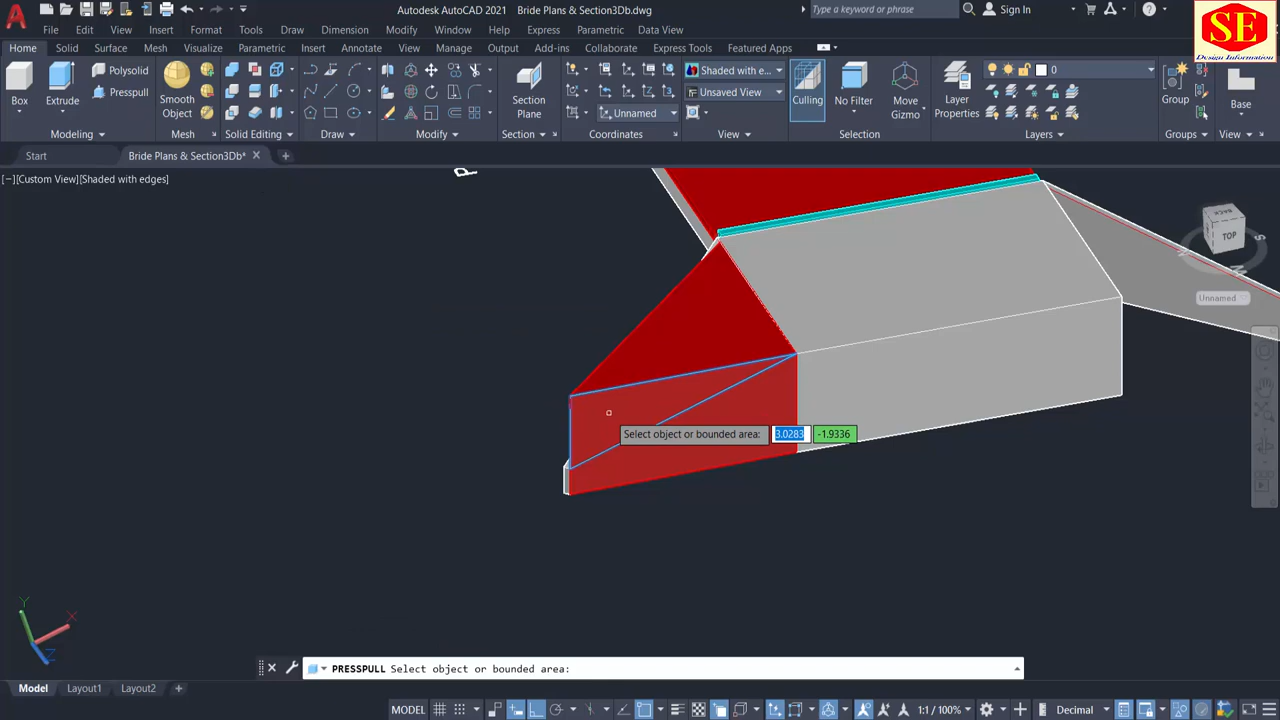 Autodesk AutoCAD 2021 Bride Plans & Section3Db.dwg
Type a keyword or phrase
Sign In
SE
Design Information
File Edit View Insert Format Tools Draw Dimension Modify Window Help Express Parametric Data View
Home Solid Surface Mesh Visualize Parametric Insert Annotate View Manage Output Add-ins Collaborate Express Tools Featured Apps
Polysolid
Shaded with e...
0
Presspull
Unsaved View
Box Extrude
Smooth Object
Section Plane
Unnamed
Culling No Filter
Move Gizmo
Layer Properties
Group Base
Modeling Mesh Solid Editing Draw Modify Section Coordinates View Selection Layers Groups View
Start Bride Plans & Section3Db*
[−][Custom View][Shaded with edges]
P
BACK
TOP
S
Unnamed
Select object or bounded area: 3.0283 -1.9336
Y
X
Z
PRESSPULL Select object or bounded area:
Model Layout1 Layout2
MODEL 1:1 / 100% Decimal